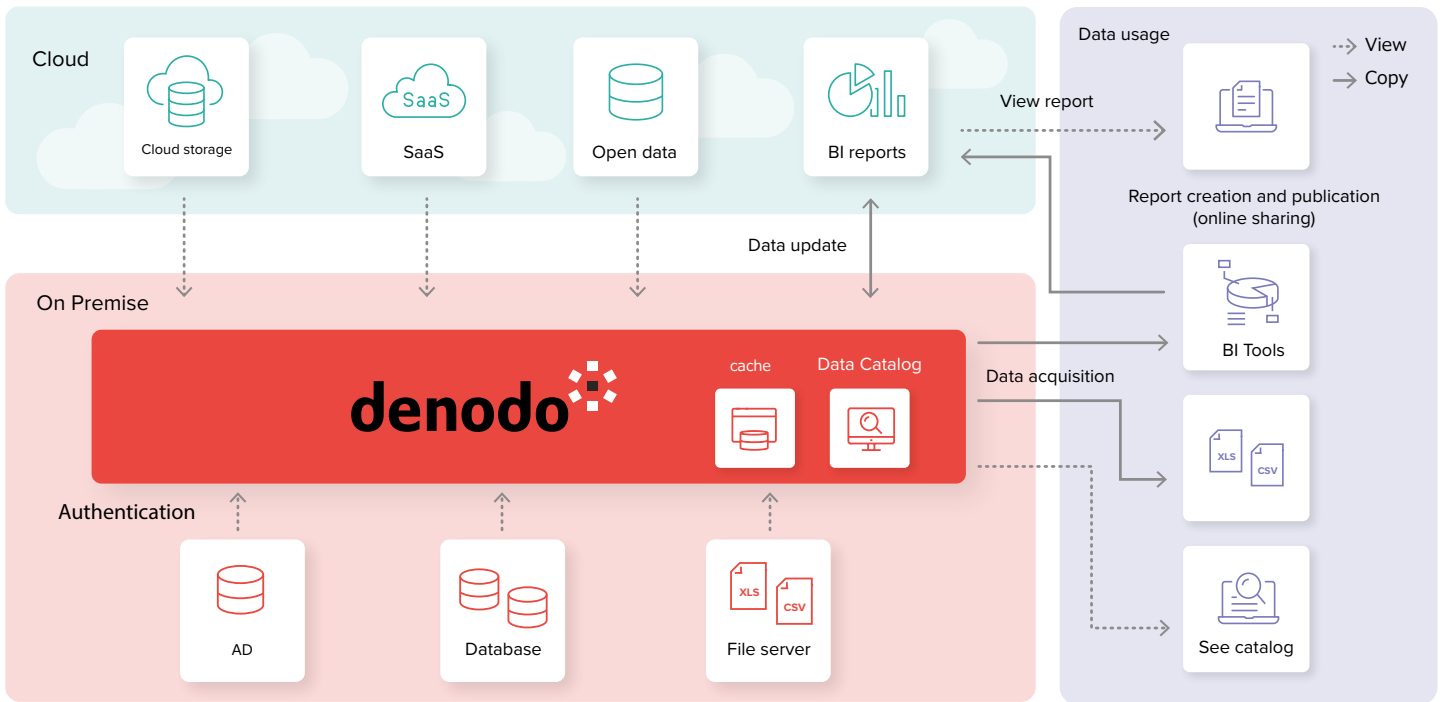 Cloud
SaaS
Cloud storage
SaaS
Open data
BI reports
View report
Data usage
View
Copy
Report creation and publication
(online sharing)
Data update
On Premise
BI Tools
denodo
cache
Data Catalog
Data acquisition
XLS
CSV
Authentication
AD
Database
XLS
CSV
File server
See catalog